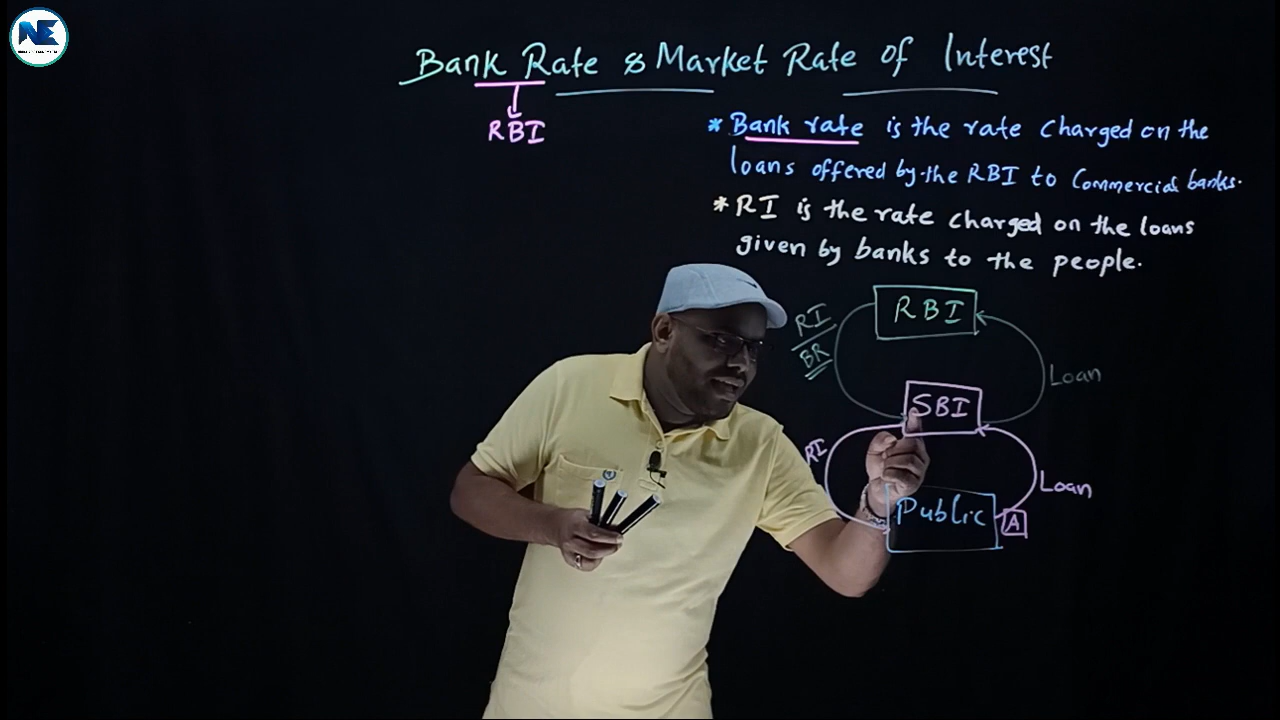 NE
Bank Rate & Market Rate of Interest
RBI
* Bank rate is the rate charged on the
loans offered by the RBI to Commercial banks.
* RI is the rate charged on the loans
given by banks to the people.
RI
BR
RBI
Loan
SBI
RI
Loan
Public
A